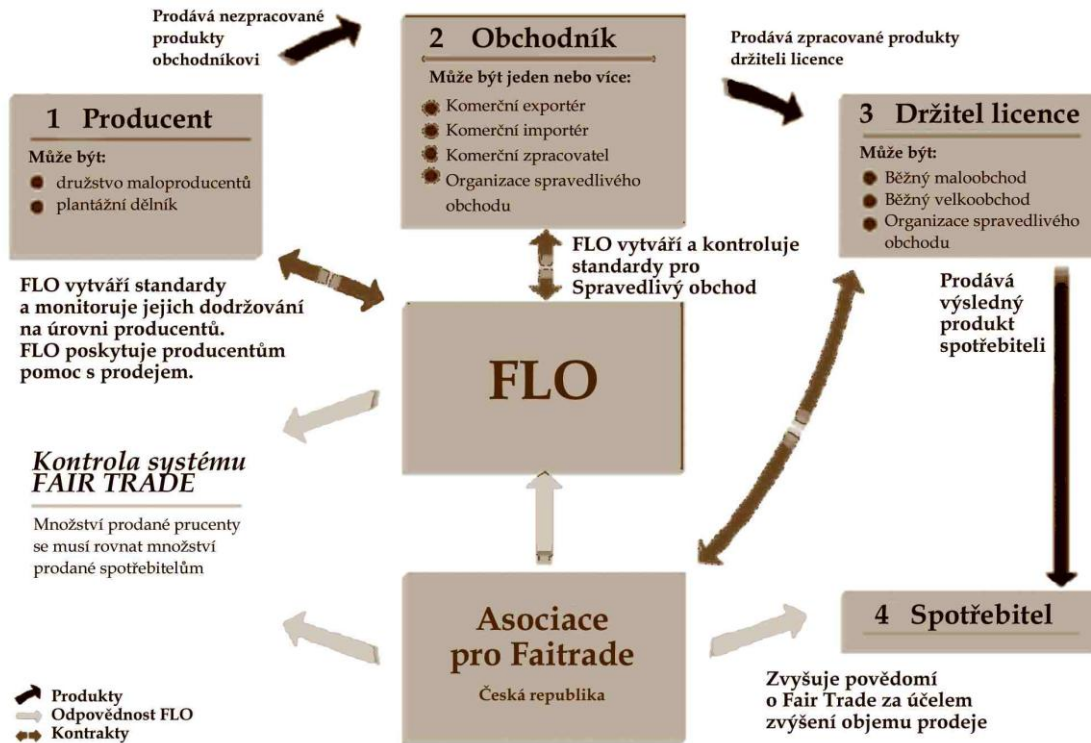 Prodává nezpracované
produkty
obchodníkovi
2 Obchodník
Může být jeden nebo více:
Komerční exportér
Komerční importér
Komerční zpracovatel
Organizace spravedlivého
obchodu
Prodává zpracované produkty
držiteli licence
1 Producent
Může být:
družstvo maloproducentů
plantážní dělník
3 Držitel licence
Může být:
Běžný maloobchod
Běžný velkoobchod
Organizace spravedlivého
obchodu
FLO vytváří standardy
a monitoruje jejich dodržování
na úrovni producentů.
FLO poskytuje producentům
pomoc s prodejem.
FLO vytváří a kontroluje
standardy pro
Spravedlivý obchod
Prodává
výsledný
produkt
spotřebiteli
FLO
Kontrola systému
FAIR TRADE
Množství prodané prucenty
se musí rovnat množství
prodané spotřebitelům
Asociace
pro Faitrade
Česká republika
4 Spotřebitel
Zvyšuje povědomí
o Fair Trade za účelem
zvýšení objemu prodeje
Produkty
Odpovědnost FLO
Kontrakty